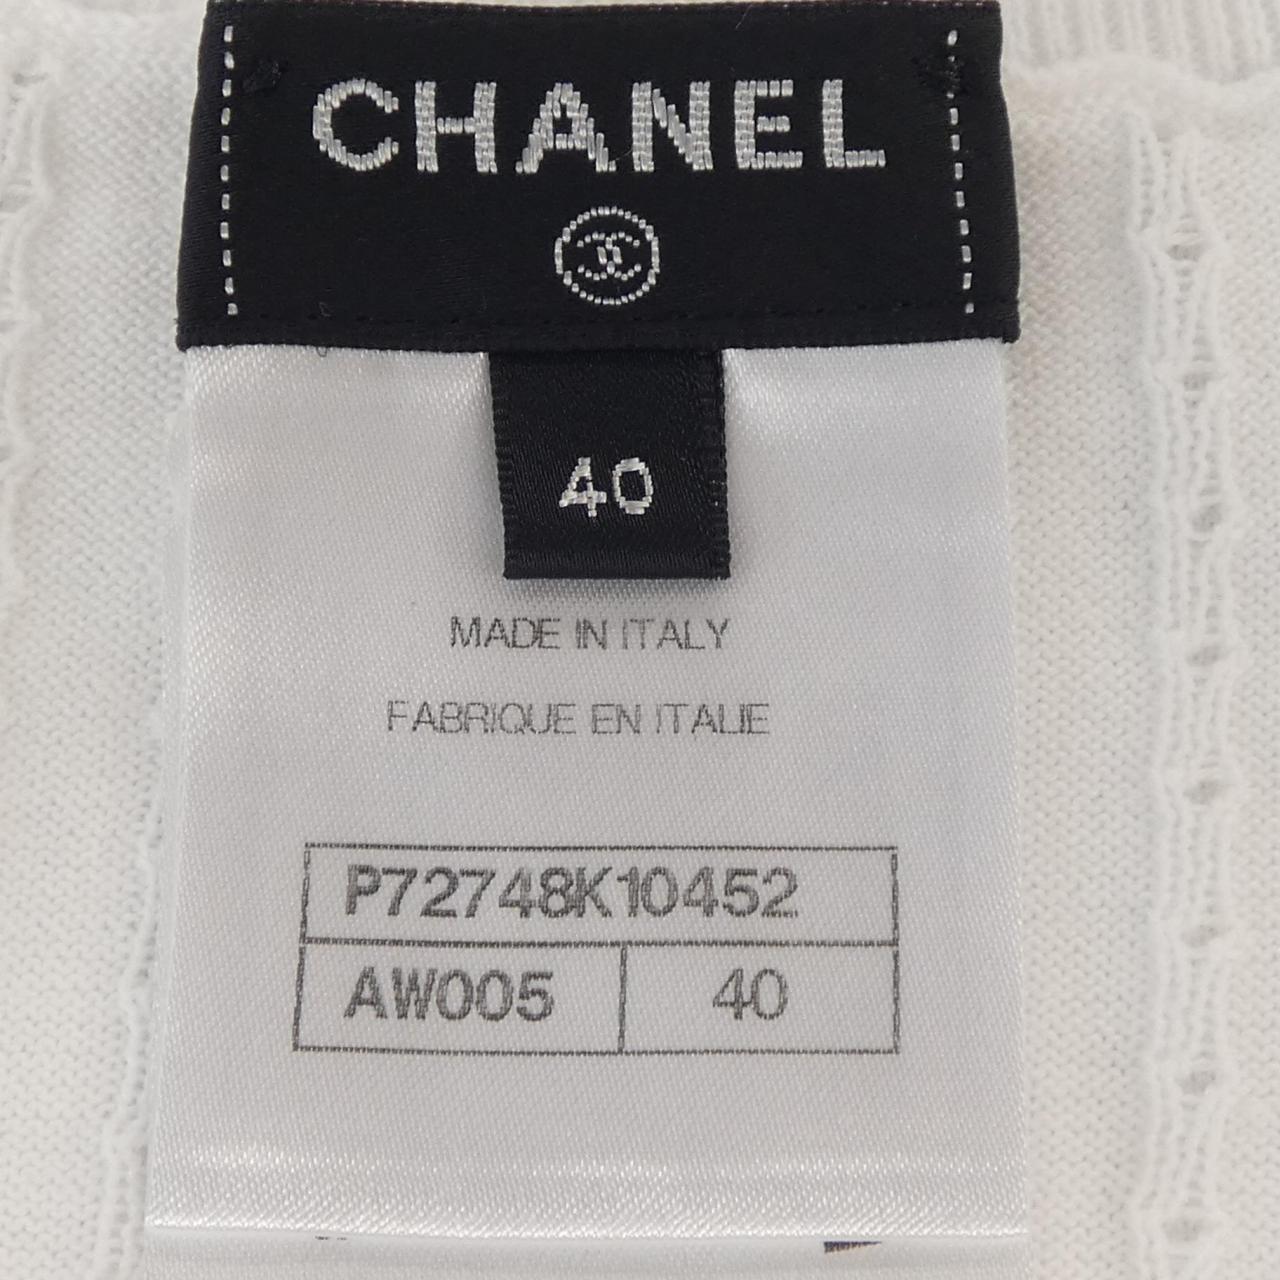 CHANEL
40
MADE IN ITALY
FABRIQUE EN ITALIE
P72748K10452
AW005 40